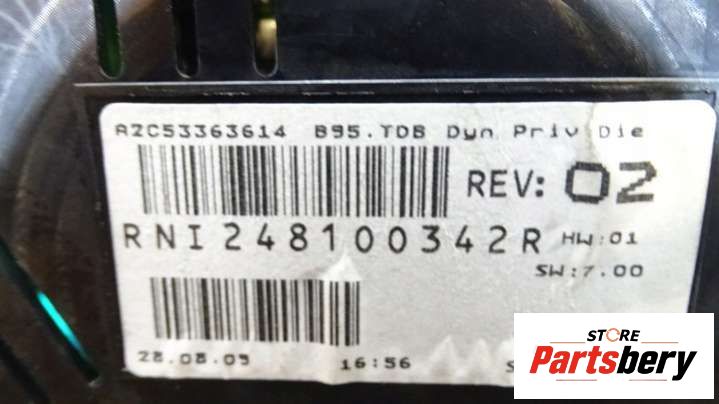 A2C53363614 B95.TDB Dyn Priv Die
REV: 02
RNI248100342R HW:01
SW:7.00
28.08.09 16:56 S
STORE
Partsbery